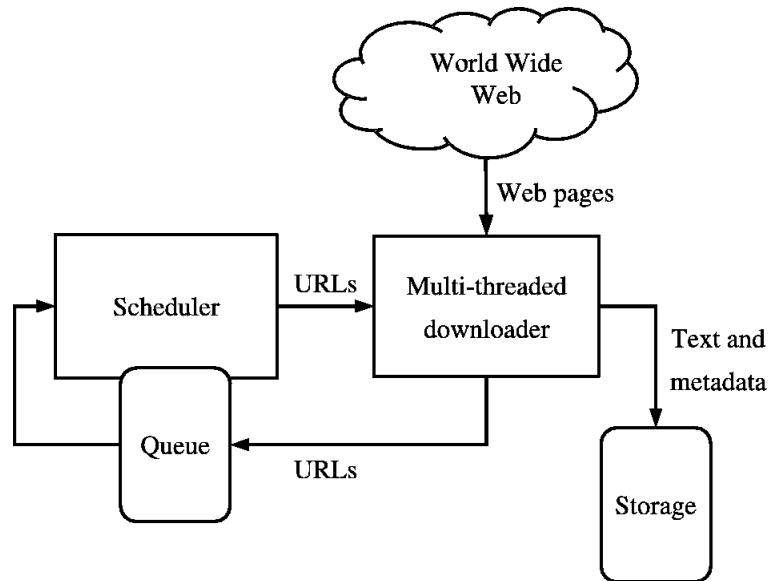 World Wide
Web
Web pages
Scheduler
URLs
Multi-threaded
downloader
Text and
metadata
Queue
URLs
Storage